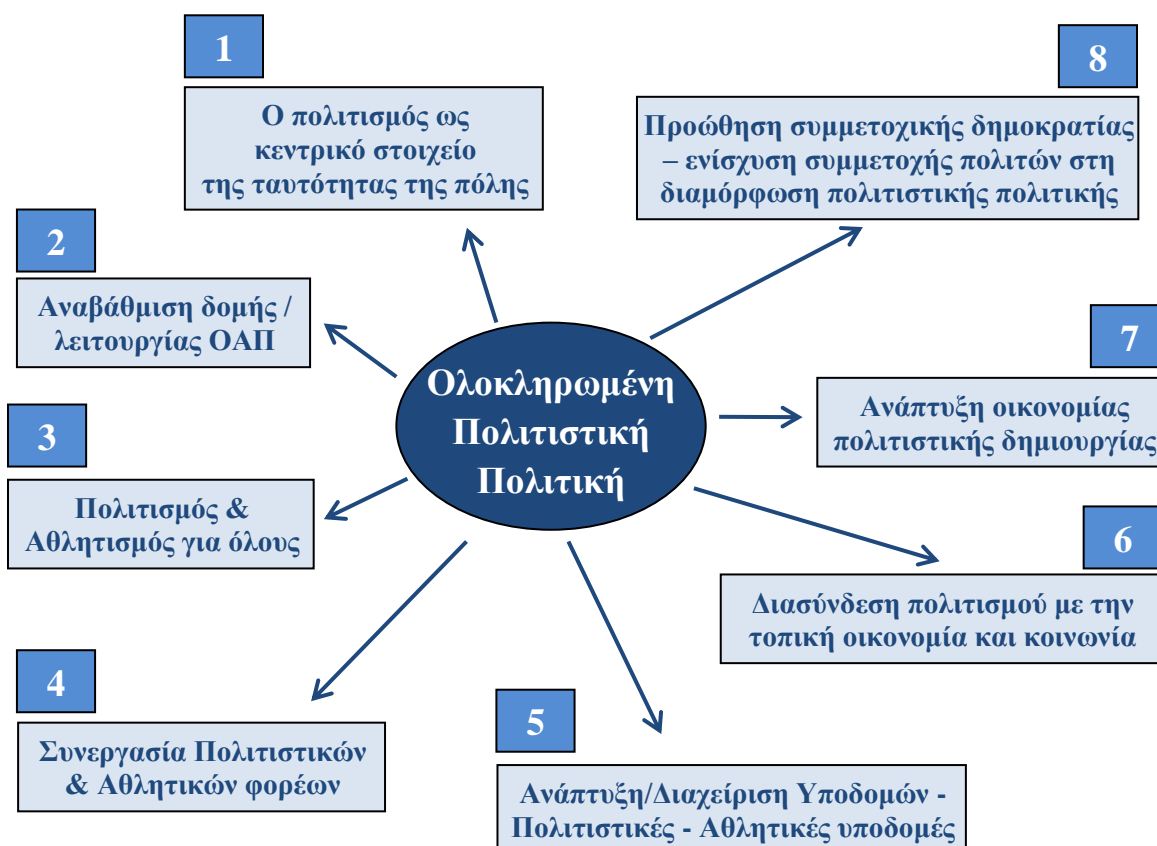 1
Ο πολιτισμός ως
κεντρικό στοιχείο
της ταυτότητας της πόλης
8
Προώθηση συμμετοχικής δημοκρατίας
– ενίσχυση συμμετοχής πολιτών στη
διαμόρφωση πολιτιστικής πολιτικής
2
Αναβάθμιση δομής /
λειτουργίας ΟΑΠ
7
Ανάπτυξη οικονομίας
πολιτιστικής δημιουργίας
Ολοκληρωμένη
Πολιτιστική
Πολιτική
3
Πολιτισμός &
Αθλητισμός για όλους
6
Διασύνδεση πολιτισμού με την
τοπική οικονομία και κοινωνία
4
Συνεργασία Πολιτιστικών
& Αθλητικών φορέων
5
Ανάπτυξη/Διαχείριση Υποδομών -
Πολιτιστικές - Αθλητικές υποδομές